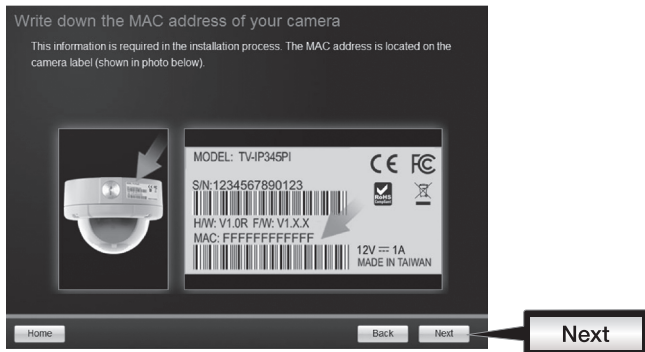 Write down the MAC address of your camera
This information is required in the installation process. The MAC address is located on the
camera label (shown in photo below).
MODEL: TV-IP345PI
CE FC
S/N:1234567890123
RoHS
Compliant
H/W: V1.0R F/W: V1.X.X
MAC: FFFFFFFFFFFF
12V ⎓ 1A
MADE IN TAIWAN
Home
Back
Next
Next